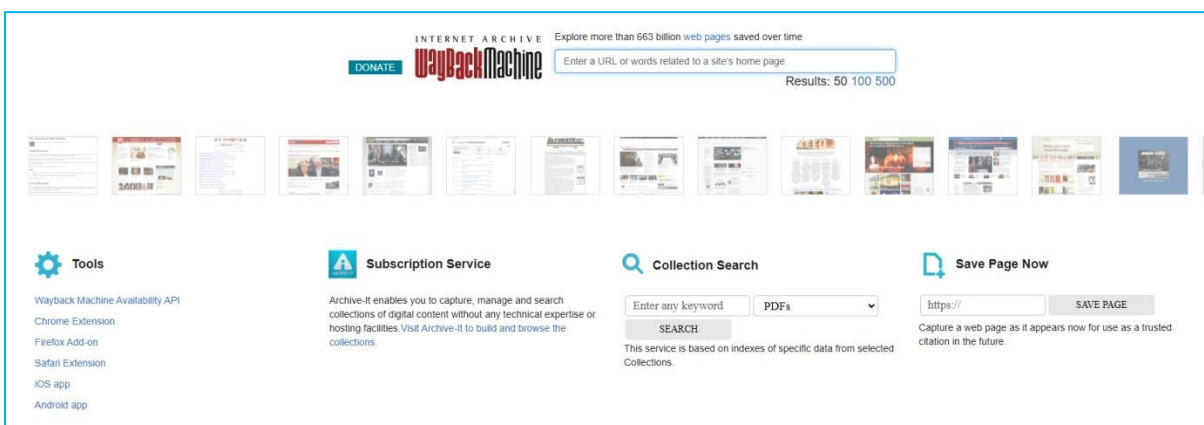 INTERNET ARCHIVE
WayBackMachine
DONATE
Explore more than 663 billion web pages saved over time
Enter a URL or words related to a site's home page
Results: 50 100 500
Tools
Wayback Machine Availability API
Chrome Extension
Firefox Add-on
Safari Extension
iOS app
Android app
Subscription Service
Archive-It enables you to capture, manage and search
collections of digital content without any technical expertise or
hosting facilities.Visit Archive-It to build and browse the
collections.
Collection Search
Enter any keyword
PDFs
SEARCH
This service is based on indexes of specific data from selected
Collections.
Save Page Now
https://
SAVE PAGE
Capture a web page as it appears now for use as a trusted
citation in the future.